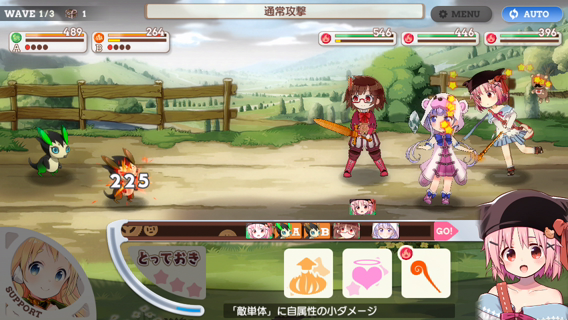 WAVE 1/3
1
通常攻撃
MENU
AUTO
489
264
546
446
396
A
B
225
A
B
GO!
とっておき
SUPPORT
「敵単体」に自属性の小ダメージ